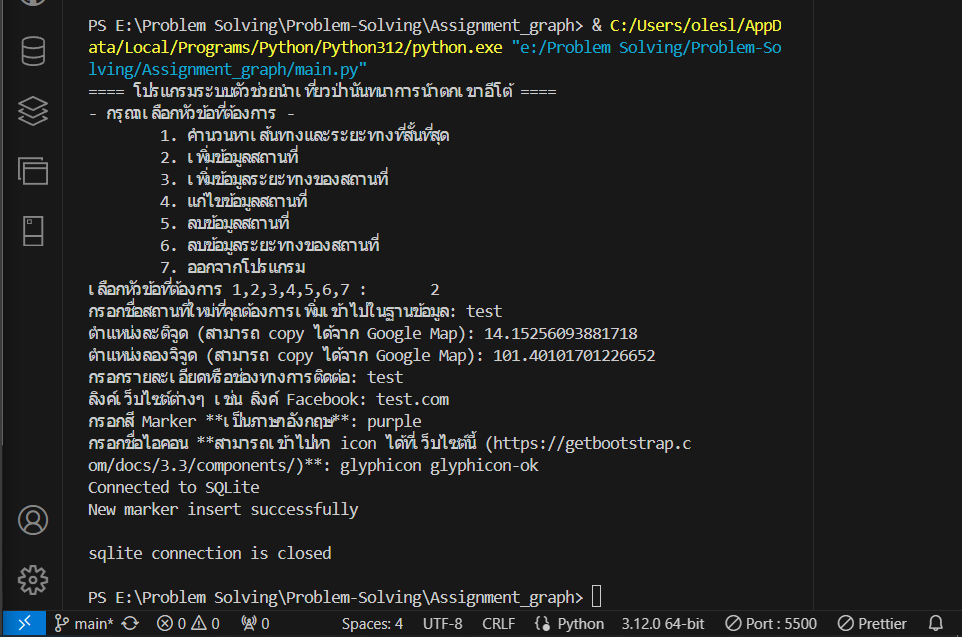 PS E:\Problem Solving\Problem-Solving\Assignment_graph> & C:/Users/olesl/AppD
ata/Local/Programs/Python/Python312/python.exe "e:/Problem Solving/Problem-So
lving/Assignment_graph/main.py"
==== โปรแกรมระบบตัวช่วยนำเที่ยวป่านันทนาการน้ำตกเขาอีโต้ ====
- กรุณาเลือกหัวข้อที่ต้องการ -
1. คำนวนหาเส้นทางและระยะทางที่สั้นที่สุด
2. เพิ่มข้อมูลสถานที่
3. เพิ่มข้อมูลระยะทางของสถานที่
4. แก้ไขข้อมูลสถานที่
5. ลบข้อมูลสถานที่
6. ลบข้อมูลระยะทางของสถานที่
7. ออกจากโปรแกรม
เลือกหัวข้อที่ต้องการ 1,2,3,4,5,6,7 : 2
กรอกชื่อสถานที่ใหม่ที่คุณต้องการเพิ่มเข้าไปในฐานข้อมูล: test
ตำแหน่งละติจูด (สามารถ copy ได้จาก Google Map): 14.15256093881718
ตำแหน่งลองจิจูด (สามารถ copy ได้จาก Google Map): 101.40101701226652
กรอกรายละเอียดหรือช่องทางการติดต่อ: test
ลิงค์เว็บไซต์ต่างๆ เช่น ลิงค์ Facebook: test.com
กรอกสี Marker **เป็นภาษาอังกฤษ**: purple
กรอกชื่อไอคอน **สามารถเข้าไปหา icon ได้ที่เว็บไซต์นี้ (https://getbootstrap.c
om/docs/3.3/components/)**: glyphicon glyphicon-ok
Connected to SQLite
New marker insert successfully
sqlite connection is closed
PS E:\Problem Solving\Problem-Solving\Assignment_graph>
main* 0 0 0 Spaces: 4 UTF-8 CRLF Python 3.12.0 64-bit Port : 5500 Prettier